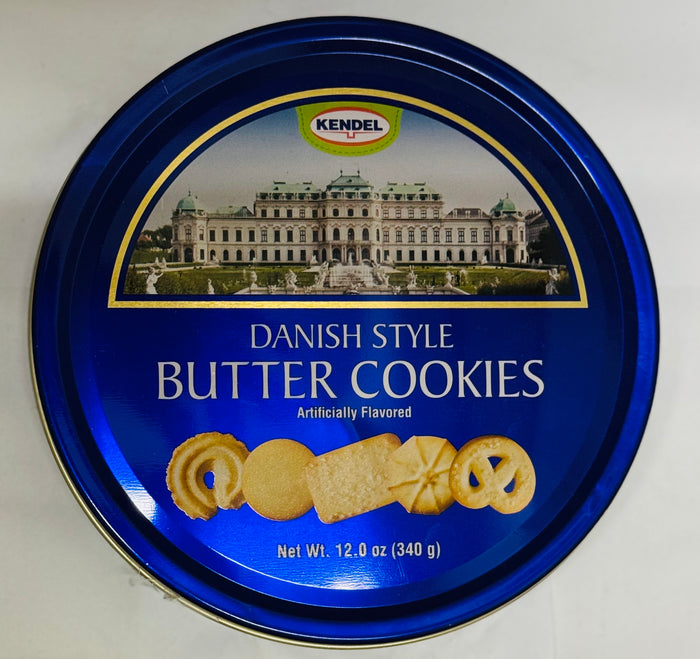 KENDEL
DANISH STYLE
BUTTER COOKIES
Artificially Flavored
Net Wt. 12.0 oz (340 g)